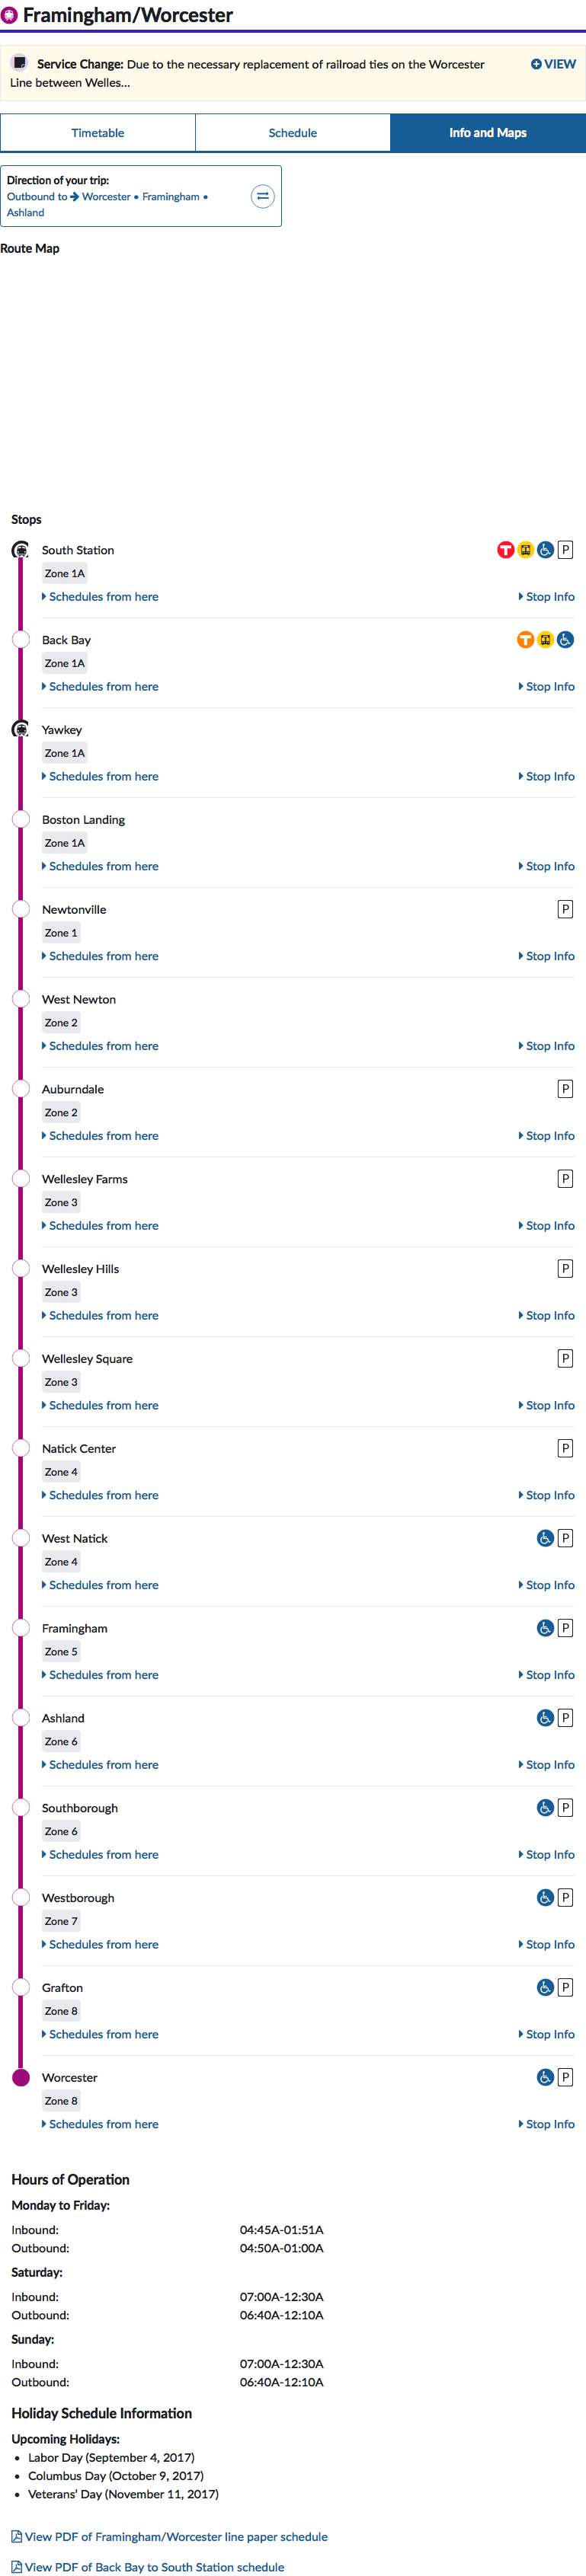 Framingham/Worcester
Service Change: Due to the necessary replacement of railroad ties on the Worcester
Line between Welles...
VIEW
Timetable
Schedule
Info and Maps
Direction of your trip:
Outbound to → Worcester • Framingham •
Ashland
Route Map
Stops
South Station
T P
Zone 1A
Schedules from here
Stop Info
Back Bay
T
Zone 1A
Schedules from here
Stop Info
Yawkey
Zone 1A
Schedules from here
Stop Info
Boston Landing
Zone 1A
Schedules from here
Stop Info
Newtonville
P
Zone 1
Schedules from here
Stop Info
West Newton
Zone 2
Schedules from here
Stop Info
Auburndale
P
Zone 2
Schedules from here
Stop Info
Wellesley Farms
P
Zone 3
Schedules from here
Stop Info
Wellesley Hills
P
Zone 3
Schedules from here
Stop Info
Wellesley Square
P
Zone 3
Schedules from here
Stop Info
Natick Center
P
Zone 4
Schedules from here
Stop Info
West Natick
P
Zone 4
Schedules from here
Stop Info
Framingham
P
Zone 5
Schedules from here
Stop Info
Ashland
P
Zone 6
Schedules from here
Stop Info
Southborough
P
Zone 6
Schedules from here
Stop Info
Westborough
P
Zone 7
Schedules from here
Stop Info
Grafton
P
Zone 8
Schedules from here
Stop Info
Worcester
P
Zone 8
Schedules from here
Stop Info
Hours of Operation
Monday to Friday:
Inbound: 04:45A-01:51A
Outbound: 04:50A-01:00A
Saturday:
Inbound: 07:00A-12:30A
Outbound: 06:40A-12:10A
Sunday:
Inbound: 07:00A-12:30A
Outbound: 06:40A-12:10A
Holiday Schedule Information
Upcoming Holidays:
• Labor Day (September 4, 2017)
• Columbus Day (October 9, 2017)
• Veterans' Day (November 11, 2017)
View PDF of Framingham/Worcester line paper schedule
View PDF of Back Bay to South Station schedule